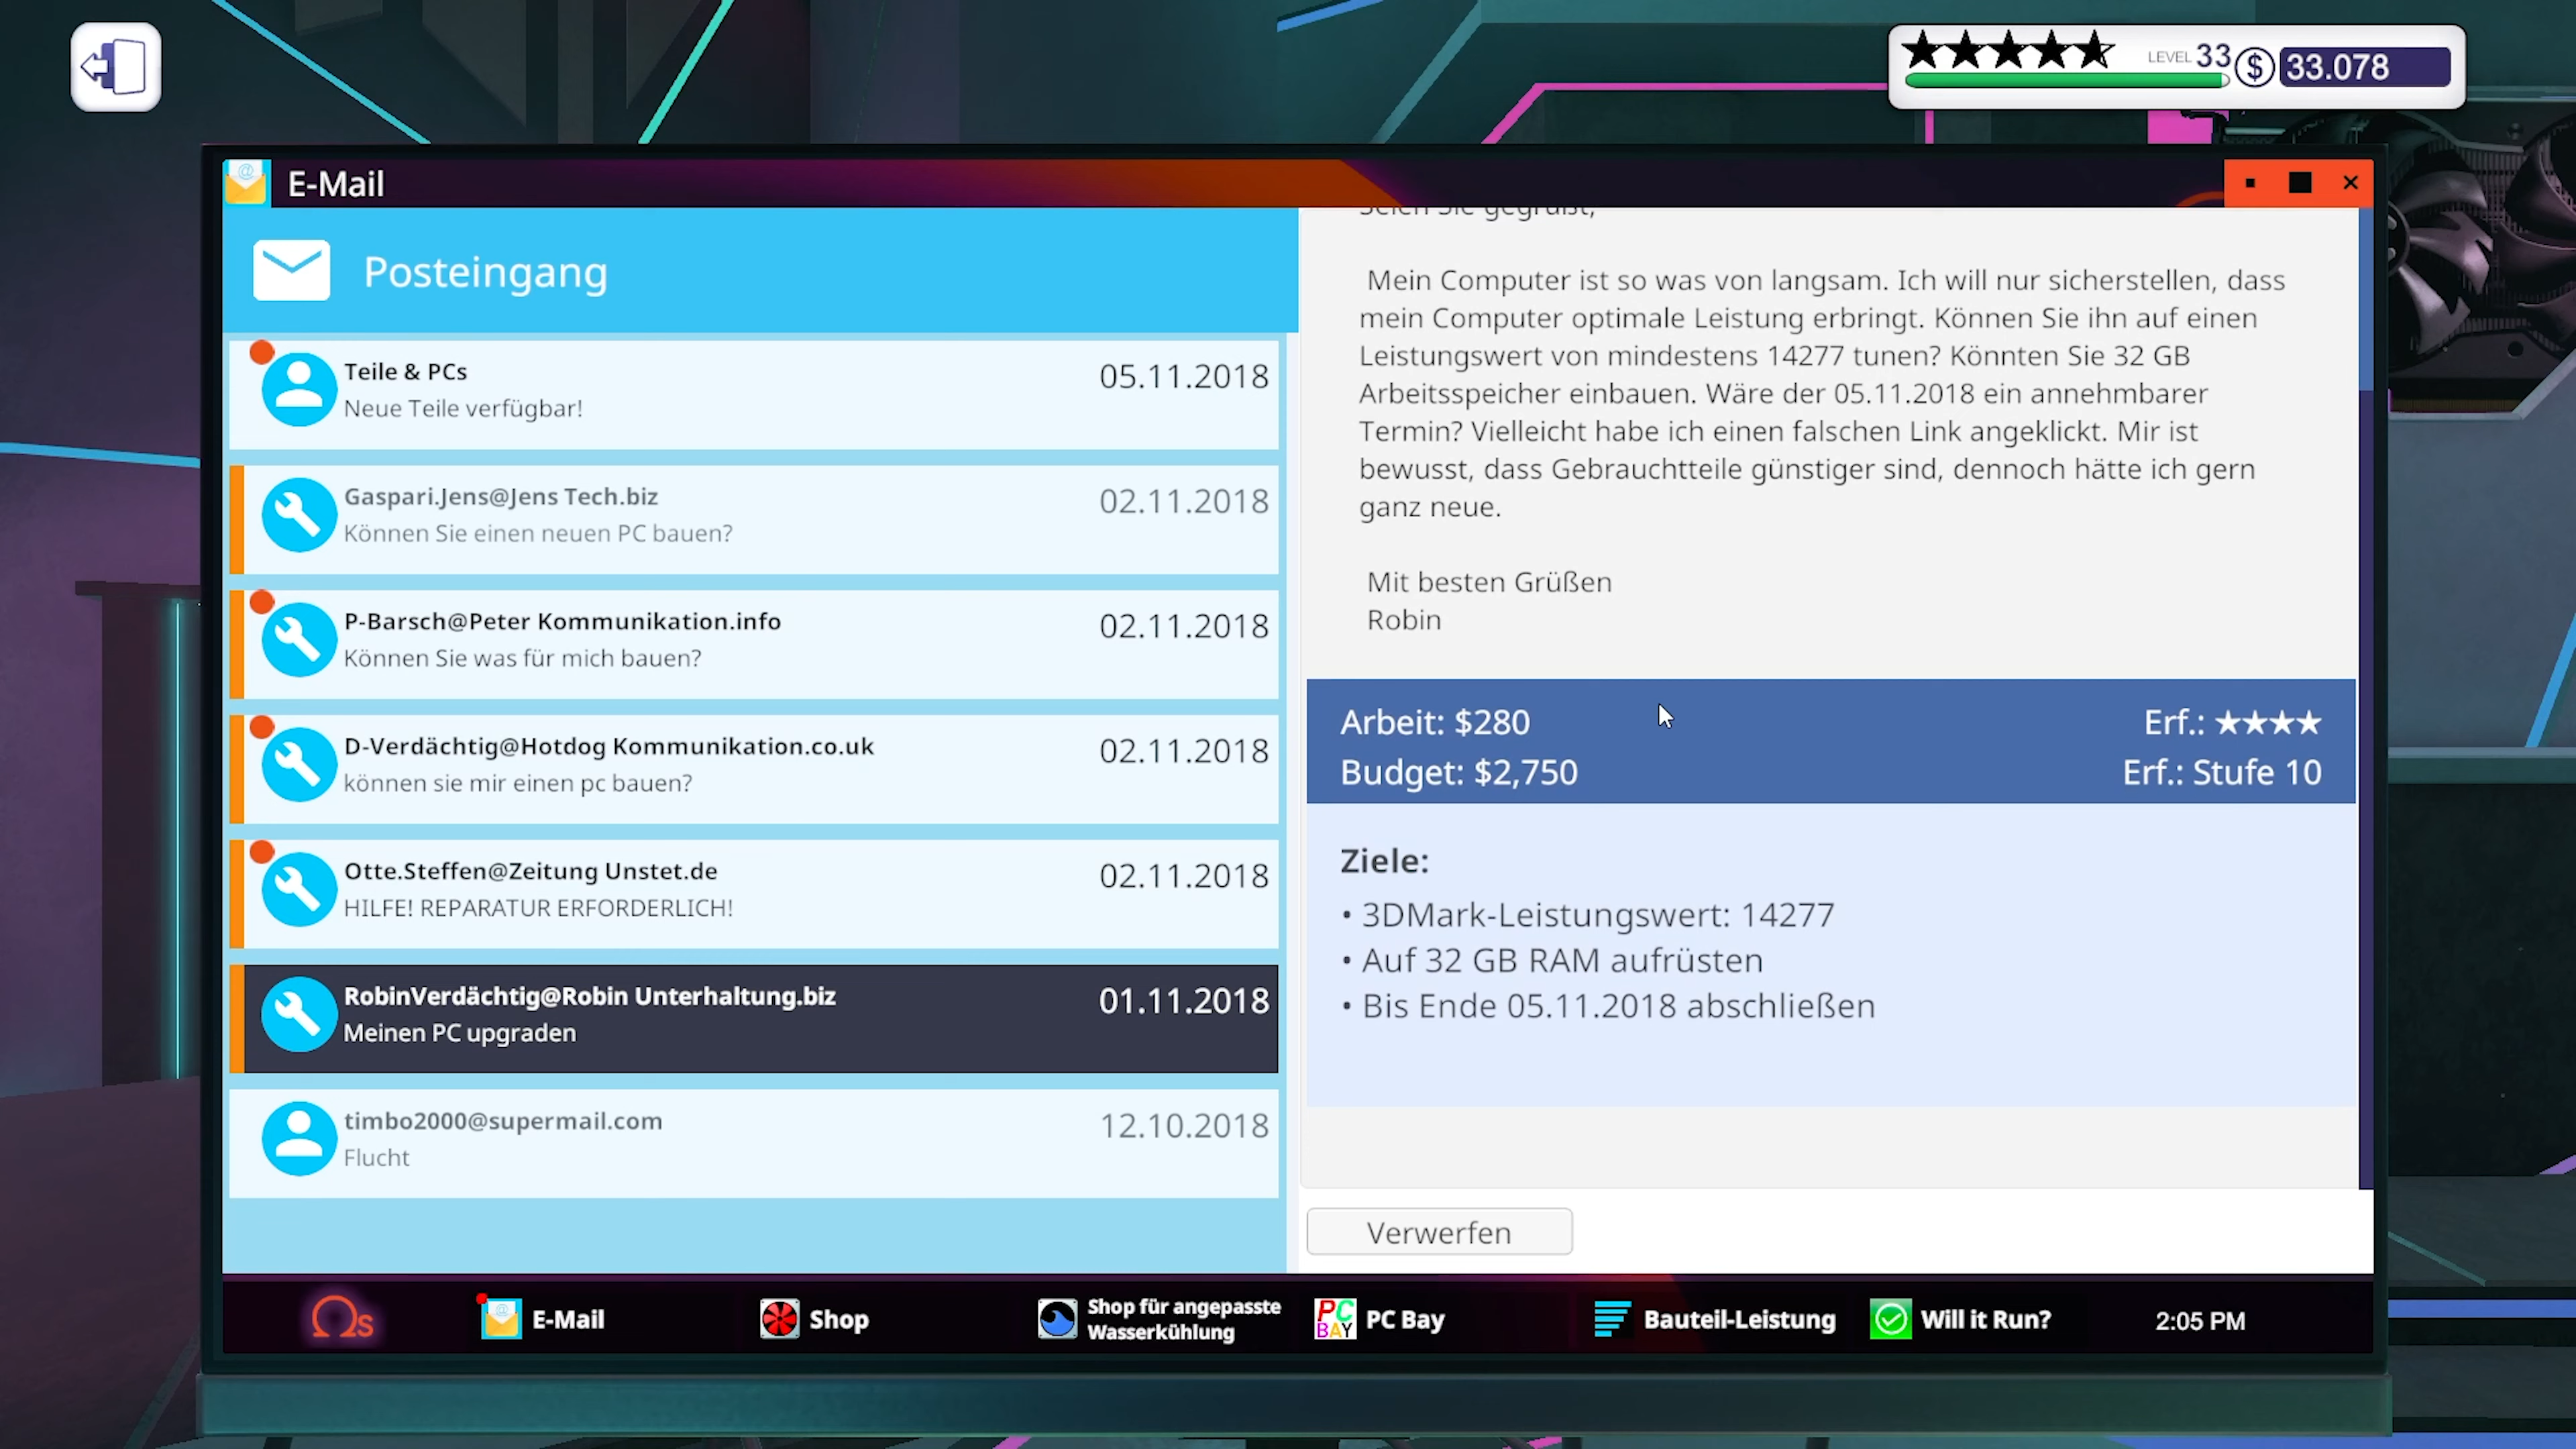 LEVEL 33
$ 33.078
E-Mail
Posteingang
Teile & PCs
05.11.2018
Neue Teile verfügbar!
Gaspari.Jens@Jens Tech.biz
02.11.2018
Können Sie einen neuen PC bauen?
P-Barsch@Peter Kommunikation.info
02.11.2018
Können Sie was für mich bauen?
D-Verdächtig@Hotdog Kommunikation.co.uk
02.11.2018
können sie mir einen pc bauen?
Otte.Steffen@Zeitung Unstet.de
02.11.2018
HILFE! REPARATUR ERFORDERLICH!
RobinVerdächtig@Robin Unterhaltung.biz
01.11.2018
Meinen PC upgraden
timbo2000@supermail.com
12.10.2018
Flucht
Seien Sie gegrüßt,
Mein Computer ist so was von langsam. Ich will nur sicherstellen, dass
mein Computer optimale Leistung erbringt. Können Sie ihn auf einen
Leistungswert von mindestens 14277 tunen? Könnten Sie 32 GB
Arbeitsspeicher einbauen. Wäre der 05.11.2018 ein annehmbarer
Termin? Vielleicht habe ich einen falschen Link angeklickt. Mir ist
bewusst, dass Gebrauchtteile günstiger sind, dennoch hätte ich gern
ganz neue.
Mit besten Grüßen
Robin
Arbeit: $280
Erf.: ★★★★
Budget: $2,750
Erf.: Stufe 10
Ziele:
• 3DMark-Leistungswert: 14277
• Auf 32 GB RAM aufrüsten
• Bis Ende 05.11.2018 abschließen
Verwerfen
Ωs
E-Mail
Shop
Shop für angepasste
Wasserkühlung
PC
BAY
PC Bay
Bauteil-Leistung
Will it Run?
2:05 PM